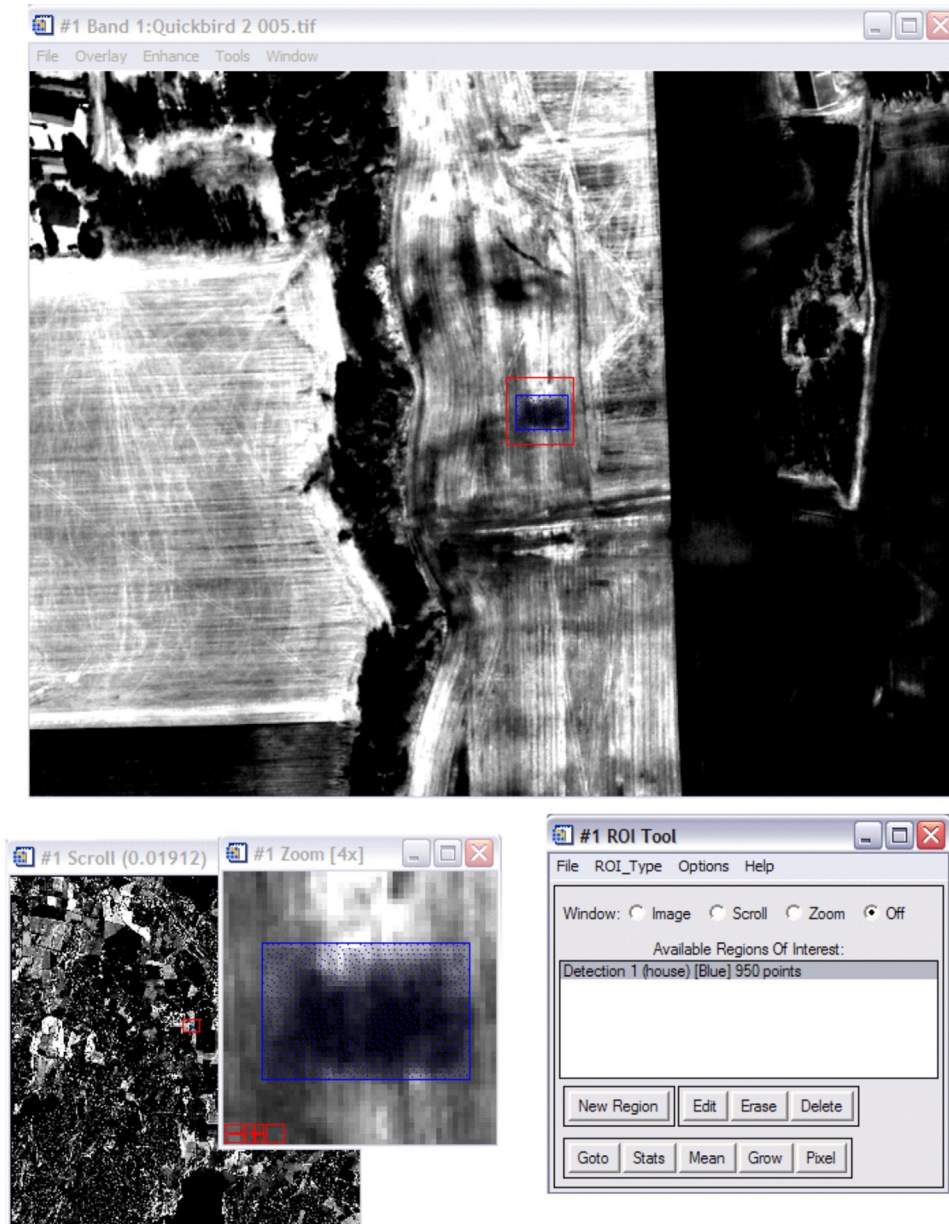 #1 Band 1:Quickbird 2 005.tif
File Overlay Enhance Tools Window
#1 Scroll (0.01912)
#1 Zoom [4x]
#1 ROI Tool
File ROI_Type Options Help
Window: Image Scroll Zoom Off
Available Regions Of Interest:
Detection 1 (house) [Blue] 950 points
New Region Edit Erase Delete
Goto Stats Mean Grow Pixel